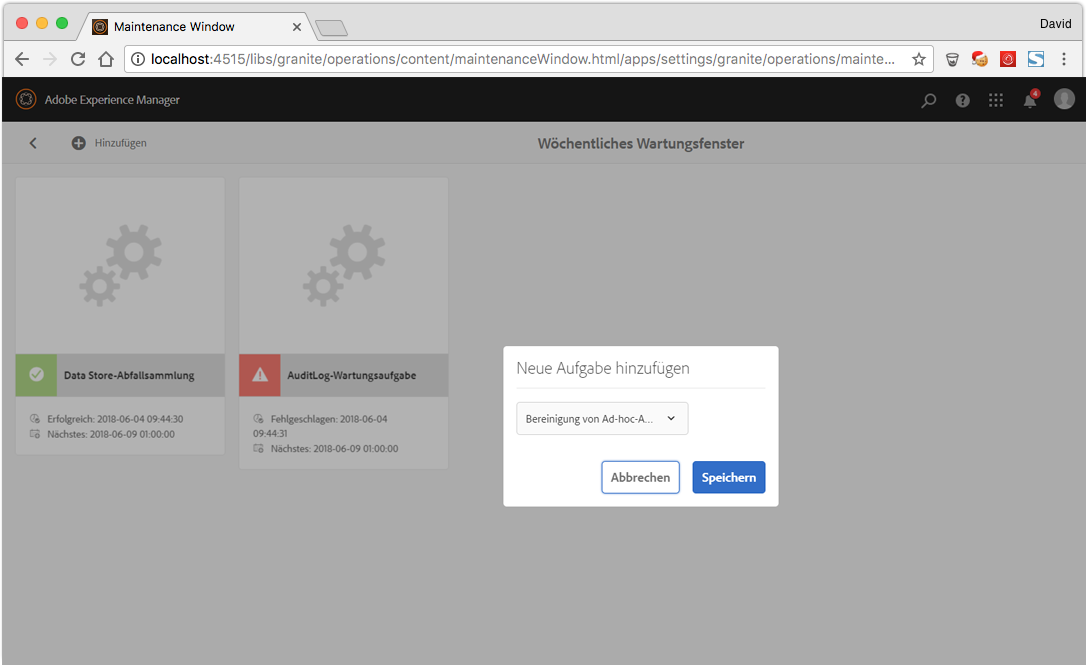 Maintenance Window
David
localhost:4515/libs/granite/operations/content/maintenanceWindow.html/apps/settings/granite/operations/mainte...
Adobe Experience Manager
4
Hinzufügen
Wöchentliches Wartungsfenster
Data Store-Abfallsammlung
Erfolgreich: 2018-06-04 09:44:30
Nächstes: 2018-06-09 01:00:00
AuditLog-Wartungsaufgabe
Fehlgeschlagen: 2018-06-04
09:44:31
Nächstes: 2018-06-09 01:00:00
Neue Aufgabe hinzufügen
Bereinigung von Ad-hoc-A...
Abbrechen
Speichern